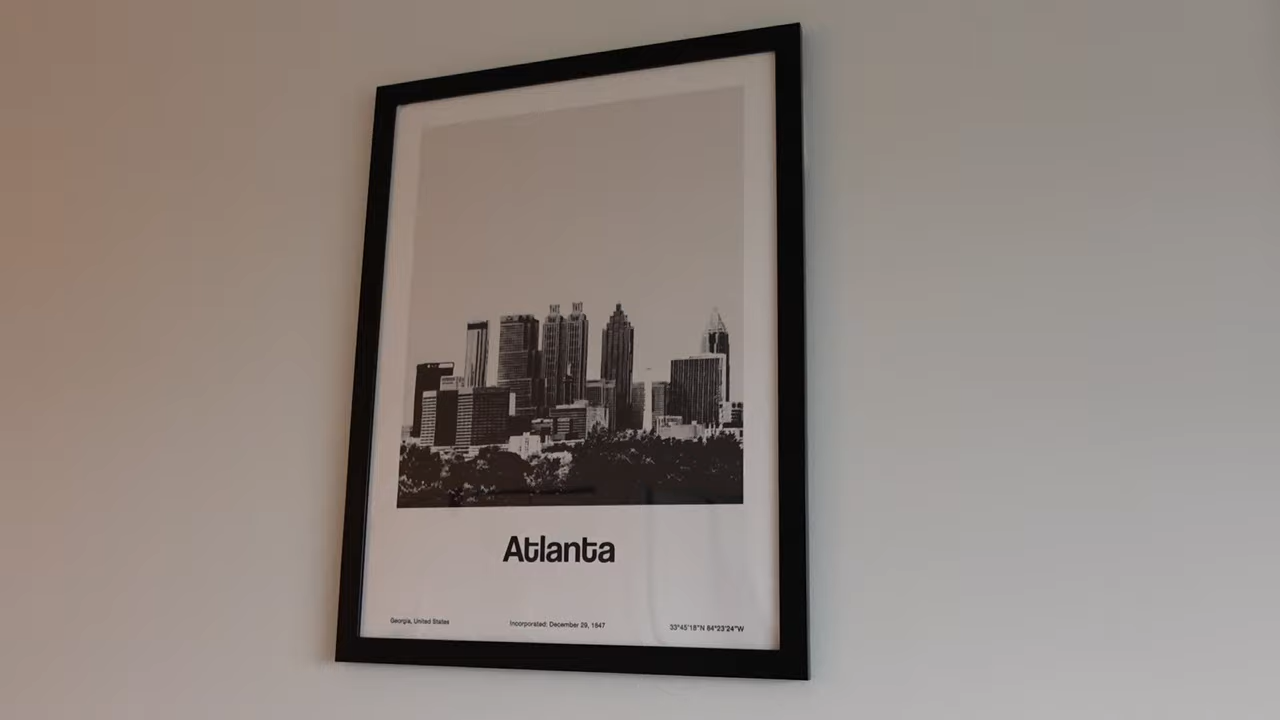 Atlanta
Georgia, United States
Incorporated: December 29, 1847
33°45'18"N 84°23'24"W